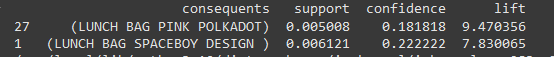 consequents support confidence lift
27 (LUNCH BAG PINK POLKADOT) 0.005008 0.181818 9.470356
1 (LUNCH BAG SPACEBOY DESIGN ) 0.006121 0.222222 7.830065